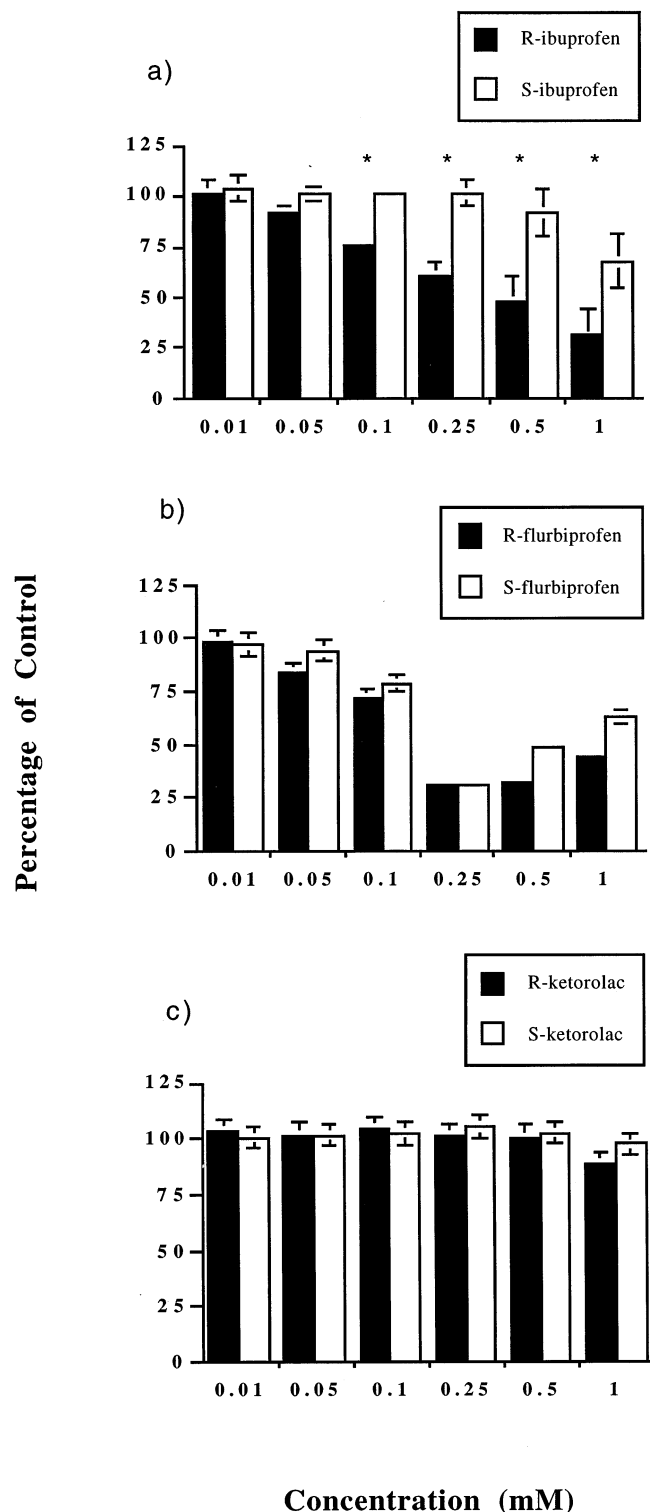 R-ibuprofen
S-ibuprofen
a)
125
100
75
50
25
0
* * * *
0.01 0.05 0.1 0.25 0.5 1
R-flurbiprofen
S-flurbiprofen
b)
125
100
75
50
25
0
0.01 0.05 0.1 0.25 0.5 1
Percentage of Control
R-ketorolac
S-ketorolac
c)
125
100
75
50
25
0
0.01 0.05 0.1 0.25 0.5 1
Concentration (mM)